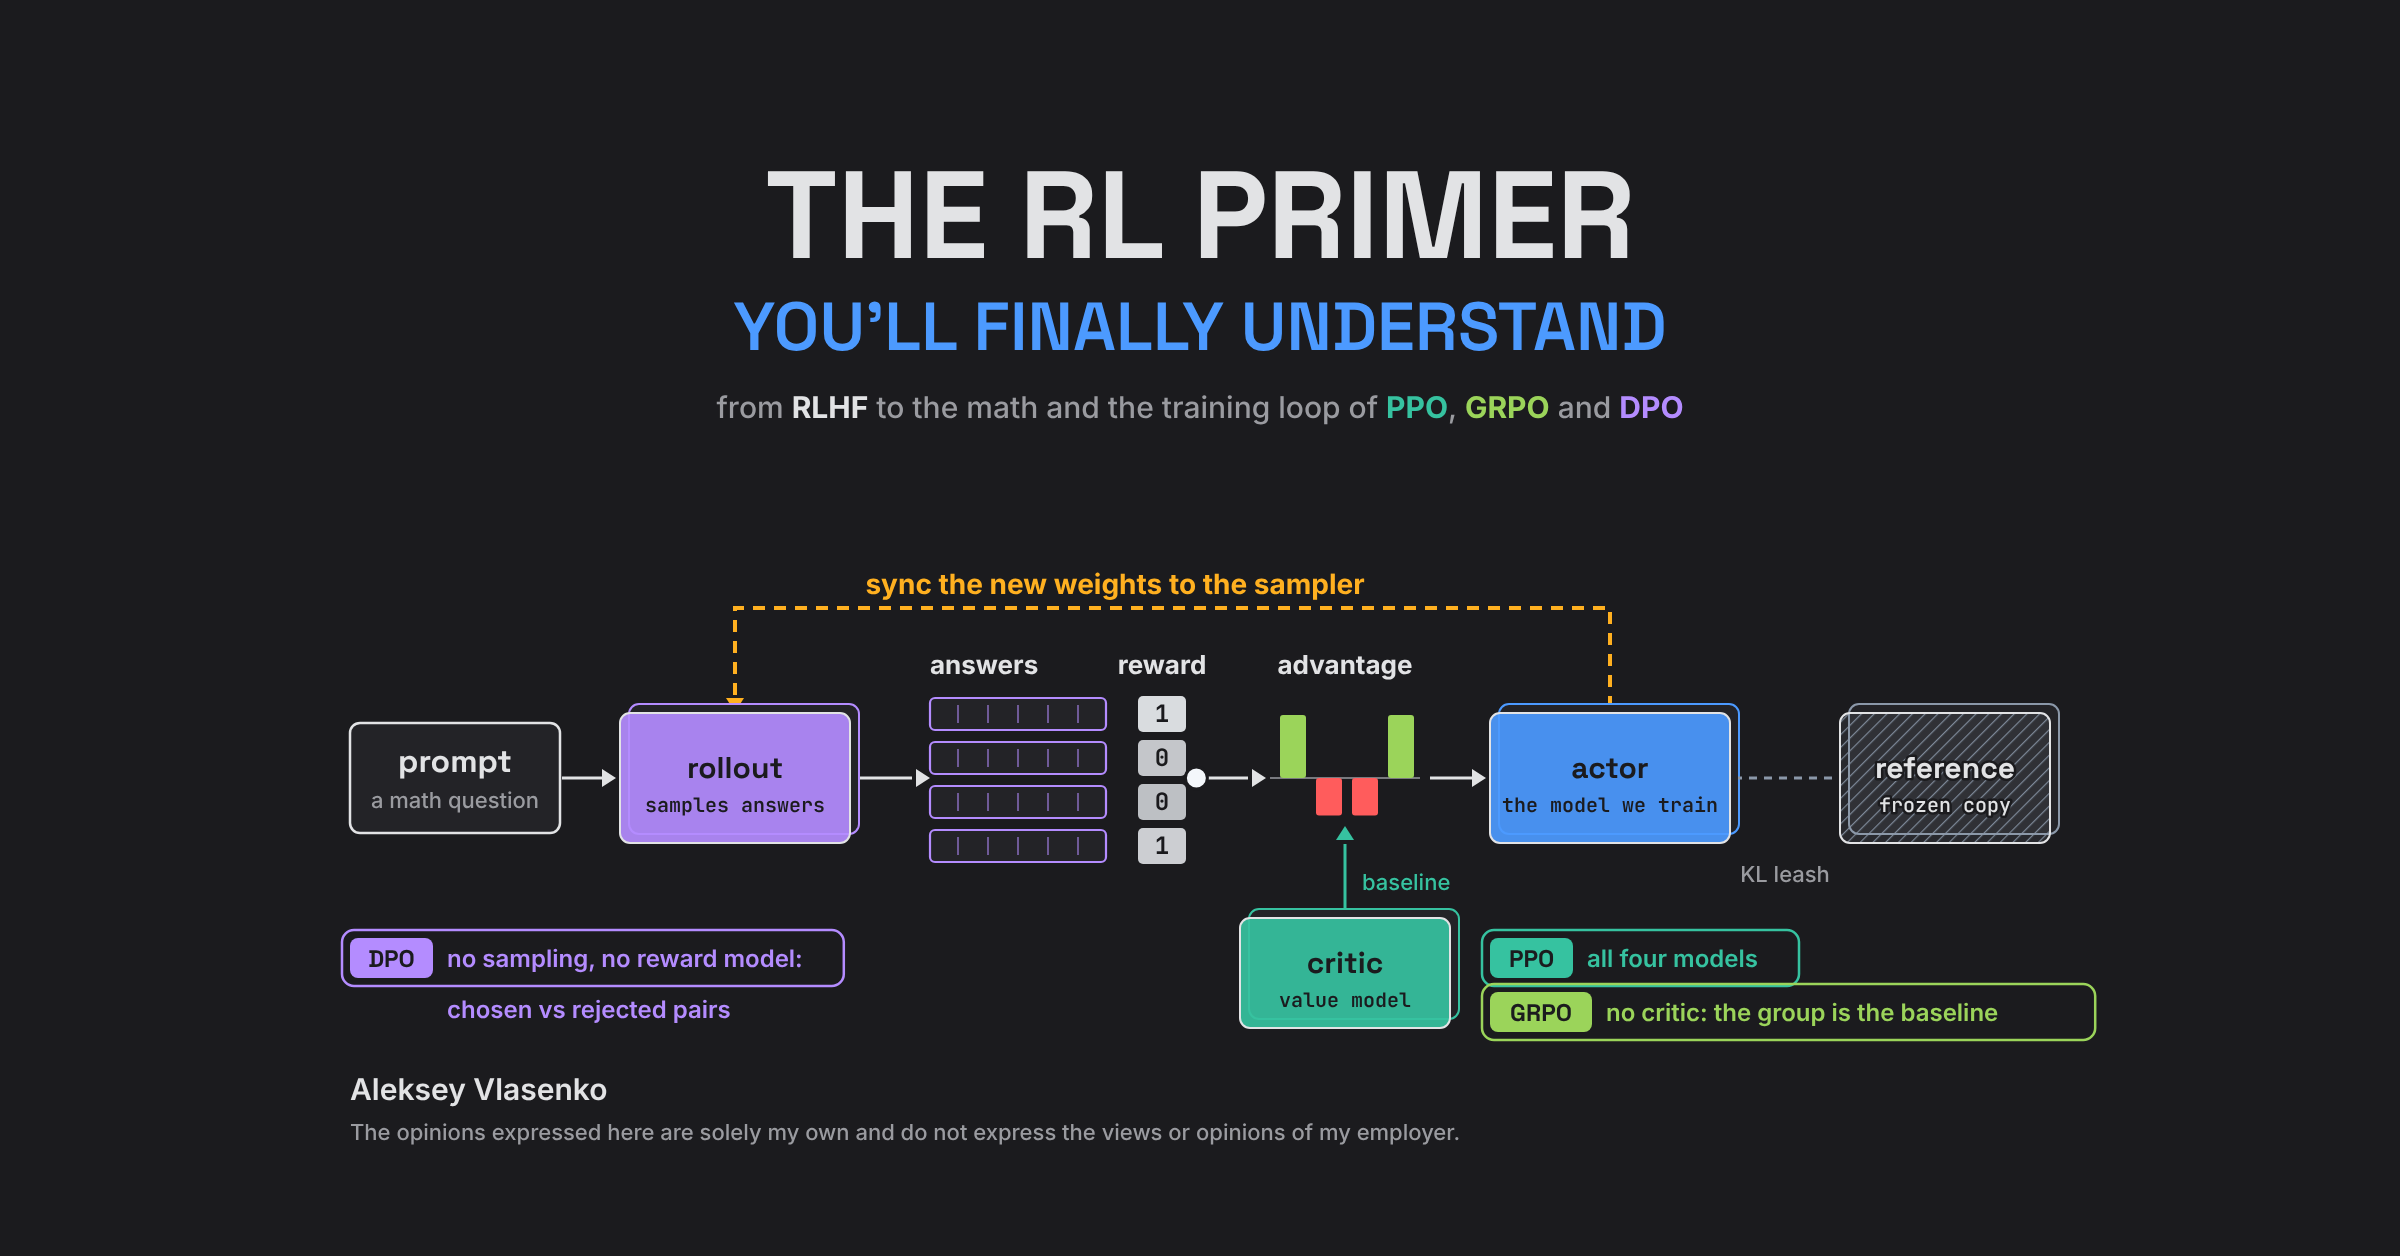 THE RL PRIMER
YOU'LL FINALLY UNDERSTAND
from RLHF to the math and the training loop of PPO, GRPO and DPO
sync the new weights to the sampler
answers
reward
advantage
prompt
a math question
rollout
samples answers
1
0
0
1
actor
the model we train
reference
frozen copy
KL leash
baseline
critic
value model
DPO no sampling, no reward model:
chosen vs rejected pairs
PPO all four models
GRPO no critic: the group is the baseline
Aleksey Vlasenko
The opinions expressed here are solely my own and do not express the views or opinions of my employer.